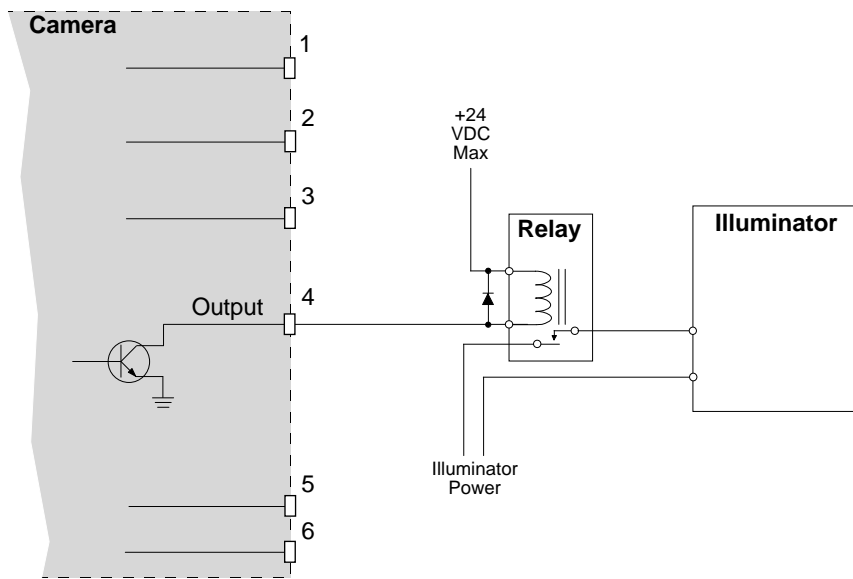 Camera
1
2
3
+24
VDC
Max
Relay
Illuminator
Output
4
Illuminator
Power
5
6